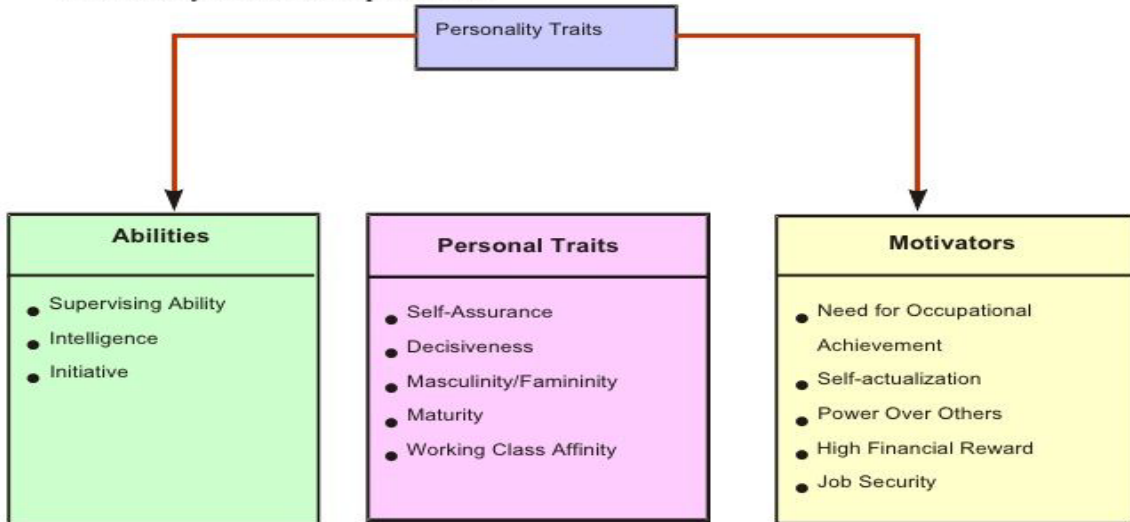 Personality Traits
Abilities
Supervising Ability
Intelligence
Initiative
Personal Traits
Self-Assurance
Decisiveness
Masculinity/Famininity
Maturity
Working Class Affinity
Motivators
Need for Occupational
Achievement
Self-actualization
Power Over Others
High Financial Reward
Job Security